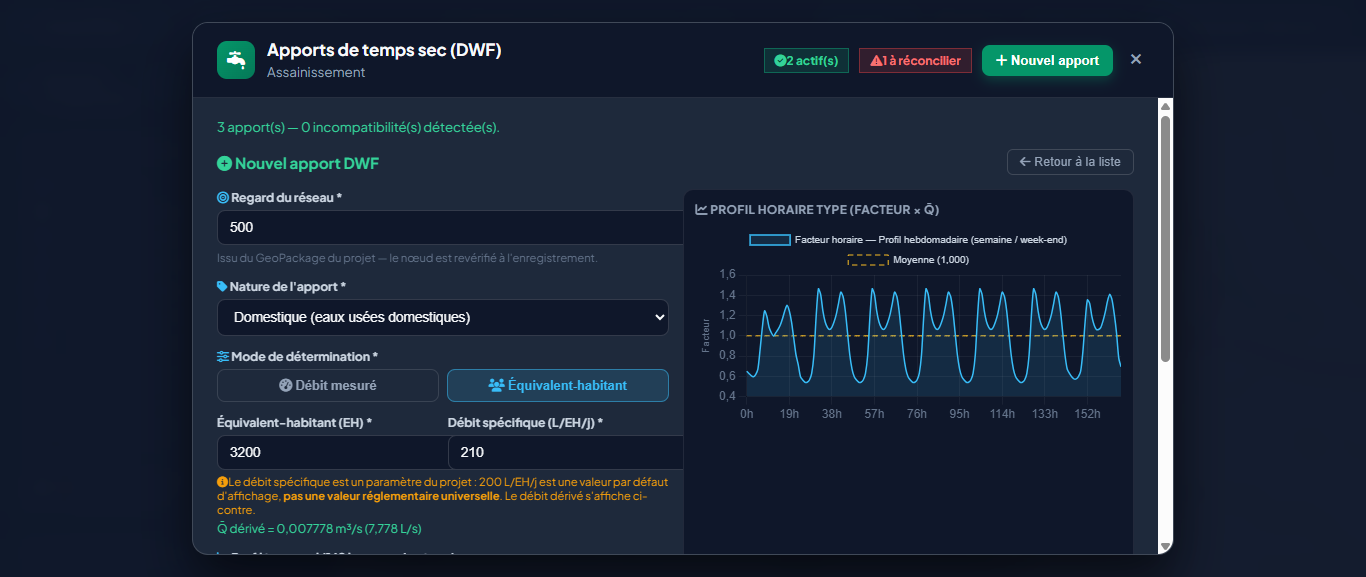 Apports de temps sec (DWF)
Assainissement
2 actif(s)
1 à réconcilier
+ Nouvel apport
×
3 apport(s) — 0 incompatibilité(s) détectée(s).
Nouvel apport DWF
← Retour à la liste
Regard du réseau *
500
Issu du GeoPackage du projet — le nœud est revérifié à l'enregistrement.
Nature de l'apport *
Domestique (eaux usées domestiques)
Mode de détermination *
Débit mesuré
Équivalent-habitant
Équivalent-habitant (EH) *
Débit spécifique (L/EH/j) *
3200
210
Le débit spécifique est un paramètre du projet : 200 L/EH/j est une valeur par défaut
d'affichage, pas une valeur réglementaire universelle. Le débit dérivé s'affiche ci-
contre.
Q̄ dérivé = 0,007778 m³/s (7,778 L/s)
PROFIL HORAIRE TYPE (FACTEUR × Q̄)
Facteur horaire — Profil hebdomadaire (semaine / week-end)
Moyenne (1,000)
Facteur
1,6
1,4
1,2
1,0
0,8
0,6
0,4
0h 19h 38h 57h 76h 95h 114h 133h 152h